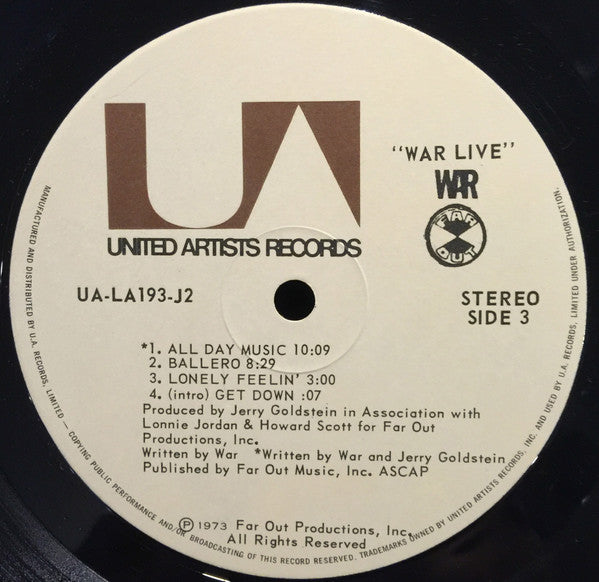 UA
UNITED ARTISTS RECORDS
"WAR LIVE"
WAR
FAR
OUT
UA-LA193-J2
STEREO
SIDE 3
*1. ALL DAY MUSIC 10:09
2. BALLERO 8:29
3. LONELY FEELIN' 3:00
4. (intro) GET DOWN :07
Produced by Jerry Goldstein in Association with
Lonnie Jordan & Howard Scott for Far Out
Productions, Inc.
Written by War *Written by War and Jerry Goldstein
Published by Far Out Music, Inc. ASCAP
Ⓟ 1973 Far Out Productions, Inc.
All Rights Reserved
MANUFACTURED AND DISTRIBUTED BY U.A. RECORDS, LIMITED — COPYING PUBLIC PERFORMANCE AND/OR BROADCASTING OF THIS RECORD RESERVED. TRADEMARKS OWNED BY UNITED ARTISTS RECORDS, INC. AND USED BY U.A. RECORDS, LIMITED UNDER AUTHORIZATION.